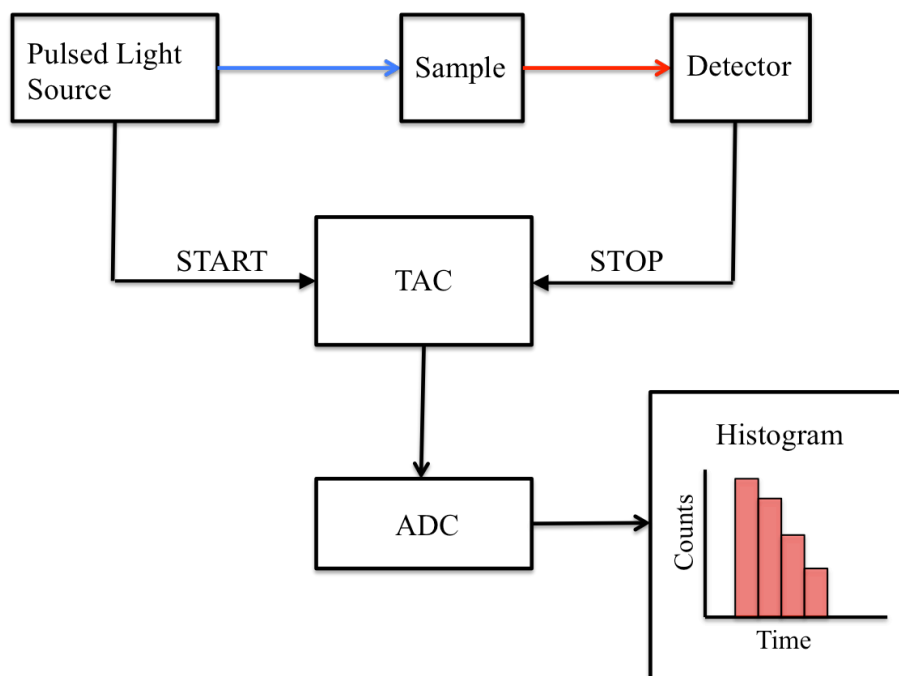 Pulsed Light
Source
Sample
Detector
START
STOP
TAC
ADC
Histogram
Counts
Time